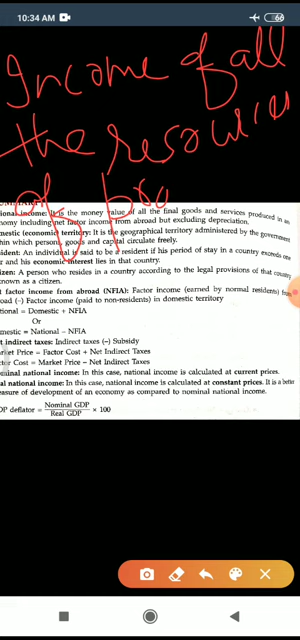 10:34 AM
66
Income of all
the resources
of pro
SUMMARY
ional income: It is the money value of all the final goods and services produced in an
nomy including net factor income from abroad but excluding depreciation.
mestic (economic) territory: It is the geographical territory administered by the government
hin which persons, goods and capital circulate freely.
sident: An individual is said to be a resident if his period of stay in a country exceeds one
r and his economic interest lies in that country.
izen: A person who resides in a country according to the legal provisions of that country
known as a citizen.
t factor income from abroad (NFIA): Factor income (earned by normal residents) from
oad (–) Factor income (paid to non-residents) in domestic territory
tional = Domestic + NFIA
Or
mestic = National – NFIA
t indirect taxes: Indirect taxes (–) Subsidy
rket Price = Factor Cost + Net Indirect Taxes
ctor Cost = Market Price – Net Indirect Taxes
minal national income: In this case, national income is calculated at current prices.
al national income: In this case, national income is calculated at constant prices. It is a better
easure of development of an economy as compared to nominal national income.
DP deflator = Nominal GDP / Real GDP × 100